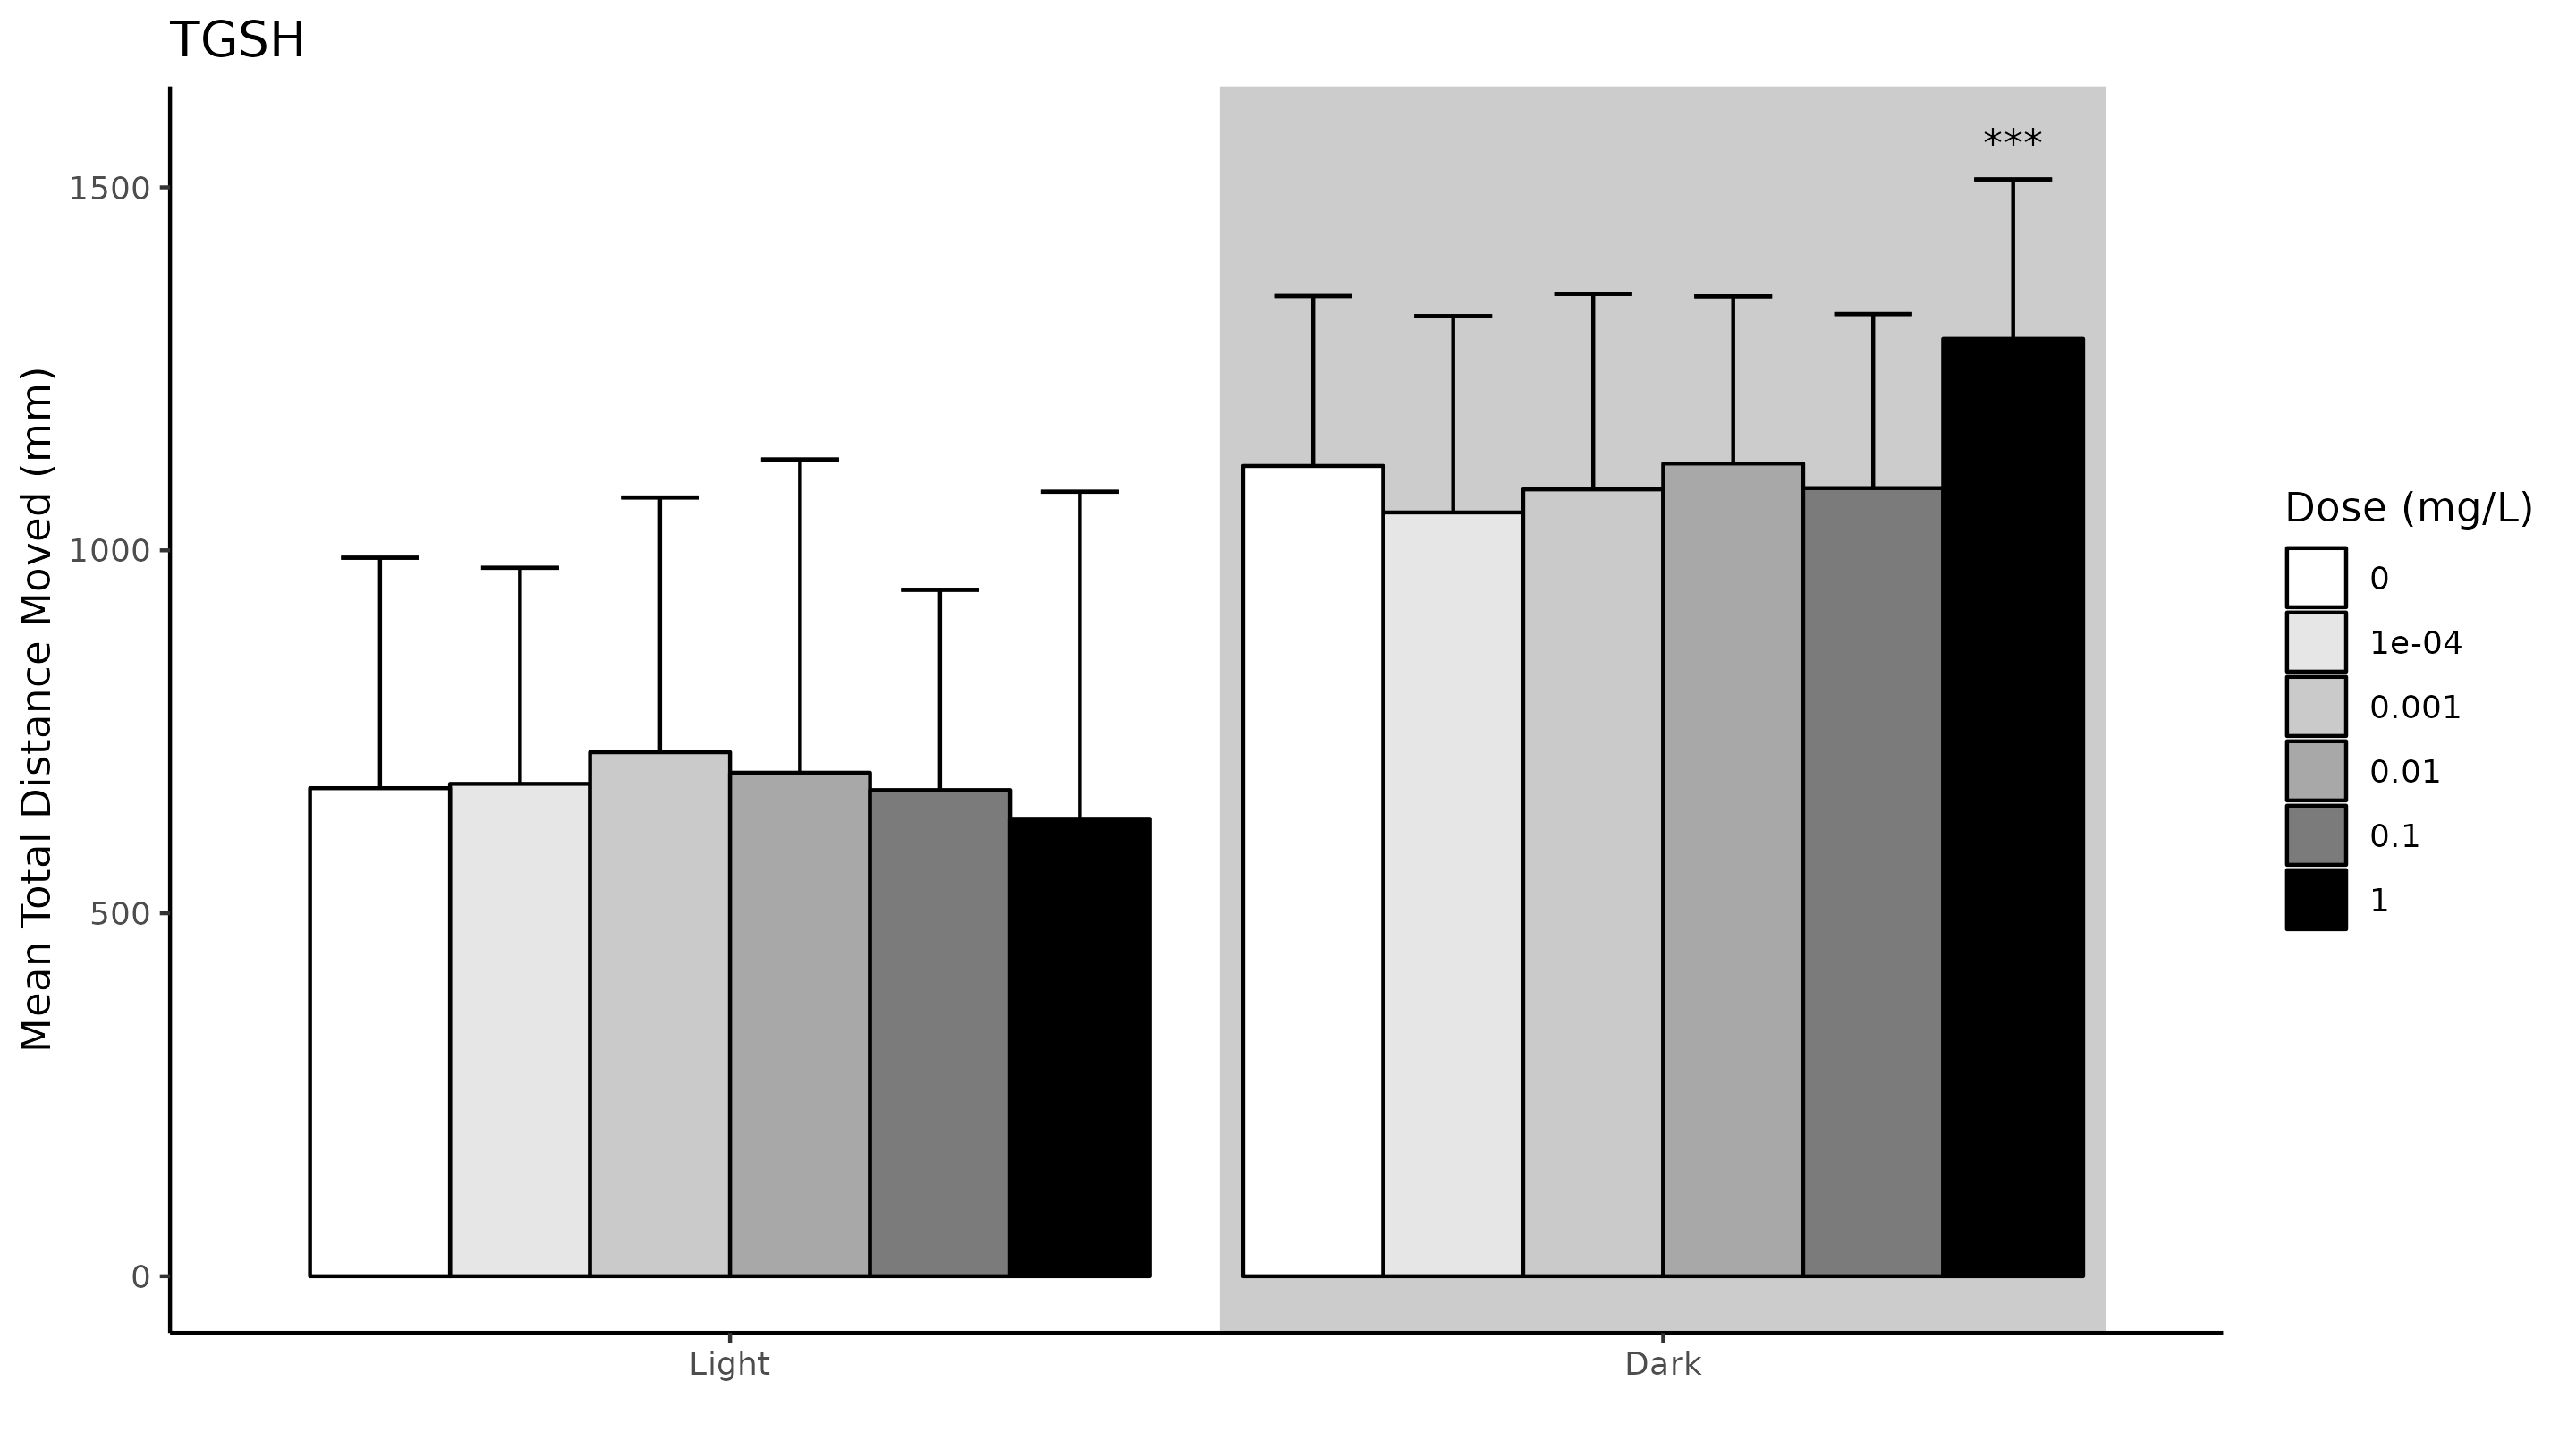 TGSH
Mean Total Distance Moved (mm)
1500
1000
500
0
***
Light
Dark
Dose (mg/L)
0
1e-04
0.001
0.01
0.1
1